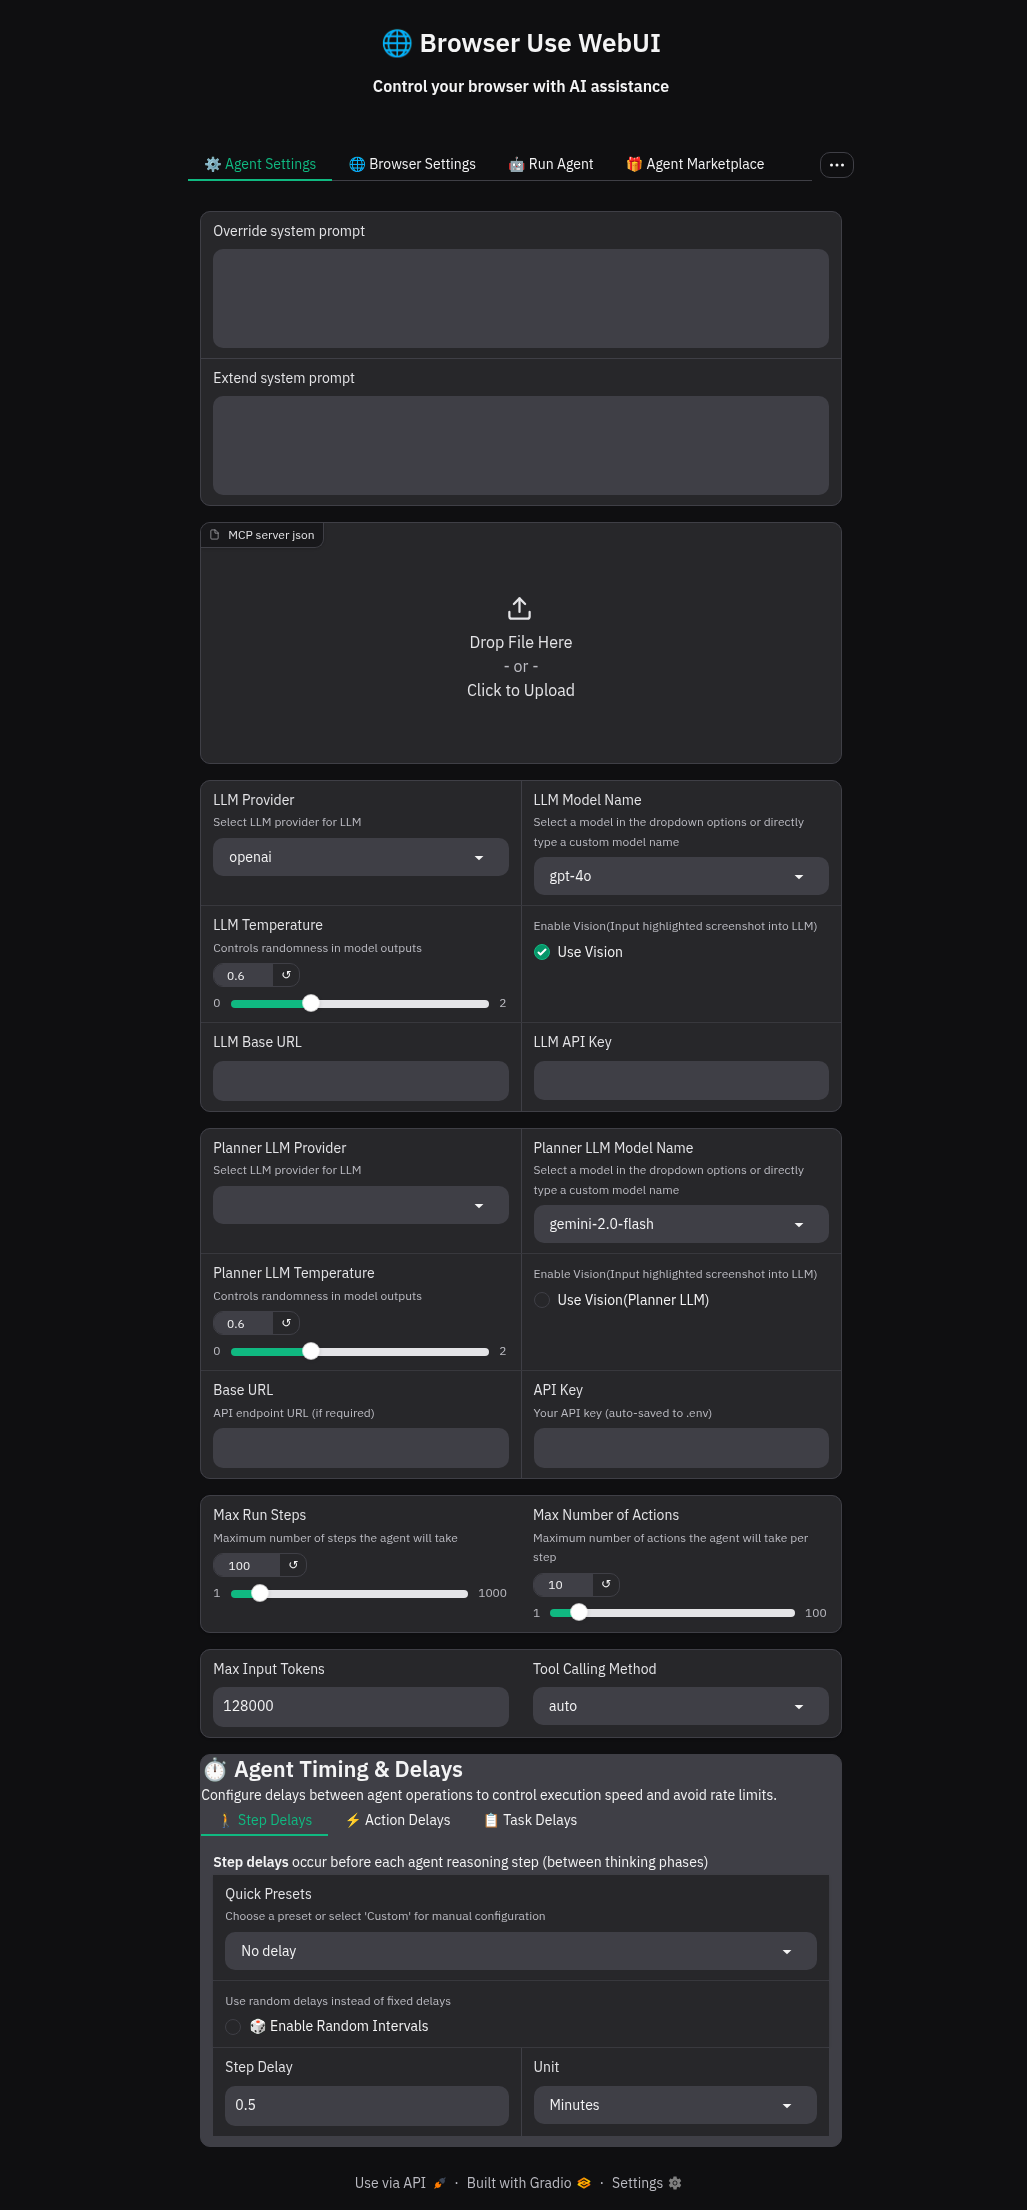 🌐 Browser Use WebUI
Control your browser with AI assistance
⚙️ Agent Settings 🌐 Browser Settings 🤖 Run Agent 🎁 Agent Marketplace
Override system prompt
Extend system prompt
MCP server json
Drop File Here
- or -
Click to Upload
LLM Provider
Select LLM provider for LLM
openai
LLM Model Name
Select a model in the dropdown options or directly
type a custom model name
gpt-4o
LLM Temperature
Controls randomness in model outputs
0.6 ↺
0 2
Enable Vision(Input highlighted screenshot into LLM)
Use Vision
LLM Base URL
LLM API Key
Planner LLM Provider
Select LLM provider for LLM
Planner LLM Model Name
Select a model in the dropdown options or directly
type a custom model name
gemini-2.0-flash
Planner LLM Temperature
Controls randomness in model outputs
0.6 ↺
0 2
Enable Vision(Input highlighted screenshot into LLM)
Use Vision(Planner LLM)
Base URL
API endpoint URL (if required)
API Key
Your API key (auto-saved to .env)
Max Run Steps
Maximum number of steps the agent will take
100 ↺
1 1000
Max Number of Actions
Maximum number of actions the agent will take per
step
10 ↺
1 100
Max Input Tokens
128000
Tool Calling Method
auto
⏱️ Agent Timing & Delays
Configure delays between agent operations to control execution speed and avoid rate limits.
🚶 Step Delays ⚡ Action Delays 📋 Task Delays
Step delays occur before each agent reasoning step (between thinking phases)
Quick Presets
Choose a preset or select 'Custom' for manual configuration
No delay
Use random delays instead of fixed delays
🎲 Enable Random Intervals
Step Delay
0.5
Unit
Minutes
Use via API · Built with Gradio · Settings